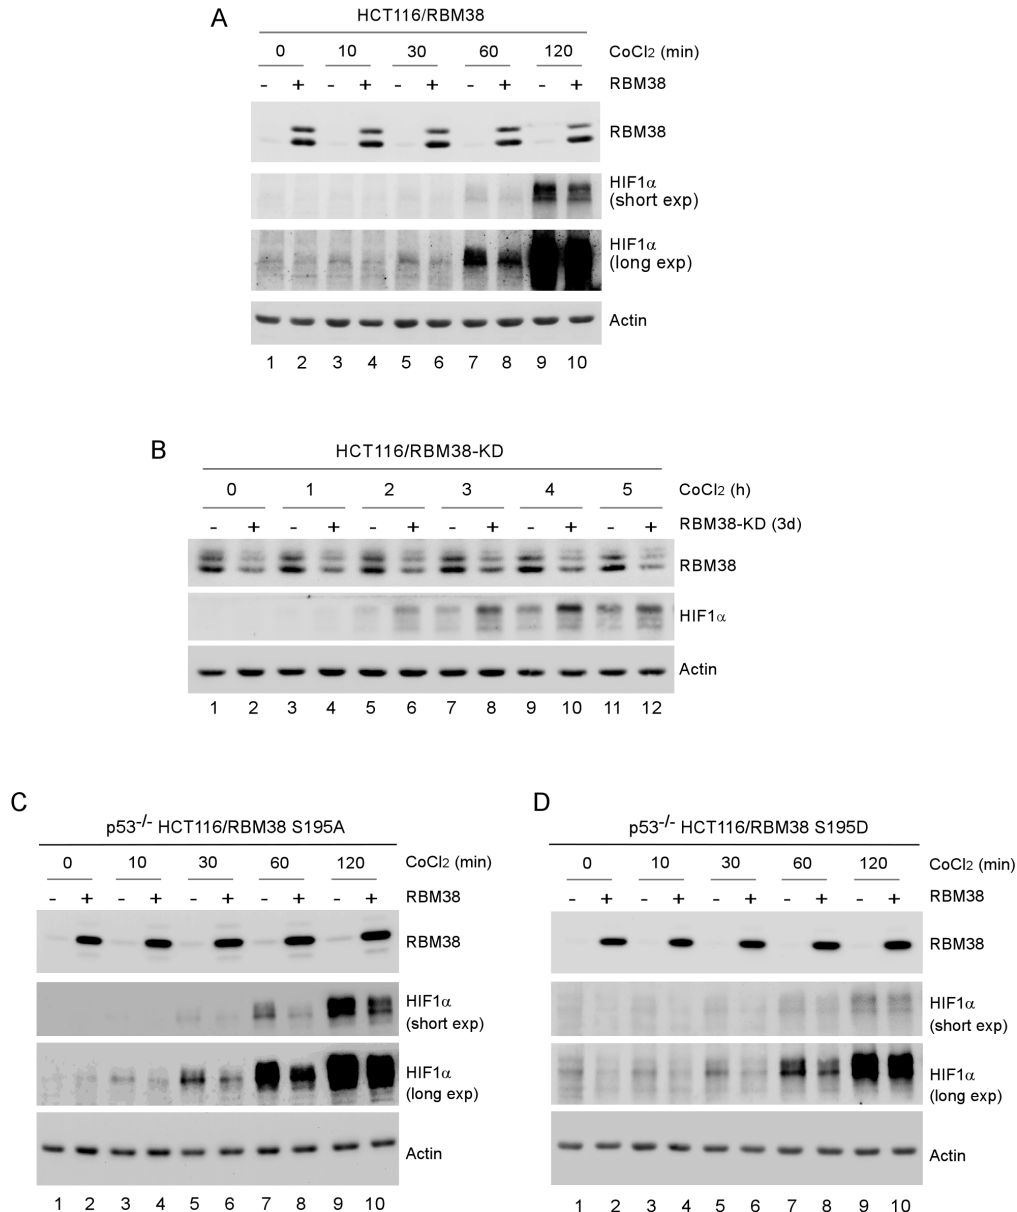 A
HCT116/RBM38
0 10 30 60 120 CoCl2 (min)
- + - + - + - + - + RBM38
RBM38
HIF1α
(short exp)
HIF1α
(long exp)
Actin
1 2 3 4 5 6 7 8 9 10
B
HCT116/RBM38-KD
0 1 2 3 4 5 CoCl2 (h)
- + - + - + - + - + - + RBM38-KD (3d)
RBM38
HIF1α
Actin
1 2 3 4 5 6 7 8 9 10 11 12
C
p53-/- HCT116/RBM38 S195A
0 10 30 60 120 CoCl2 (min)
- + - + - + - + - + RBM38
RBM38
HIF1α
(short exp)
HIF1α
(long exp)
Actin
1 2 3 4 5 6 7 8 9 10
D
p53-/- HCT116/RBM38 S195D
0 10 30 60 120 CoCl2 (min)
- + - + - + - + - + RBM38
RBM38
HIF1α
(short exp)
HIF1α
(long exp)
Actin
1 2 3 4 5 6 7 8 9 10